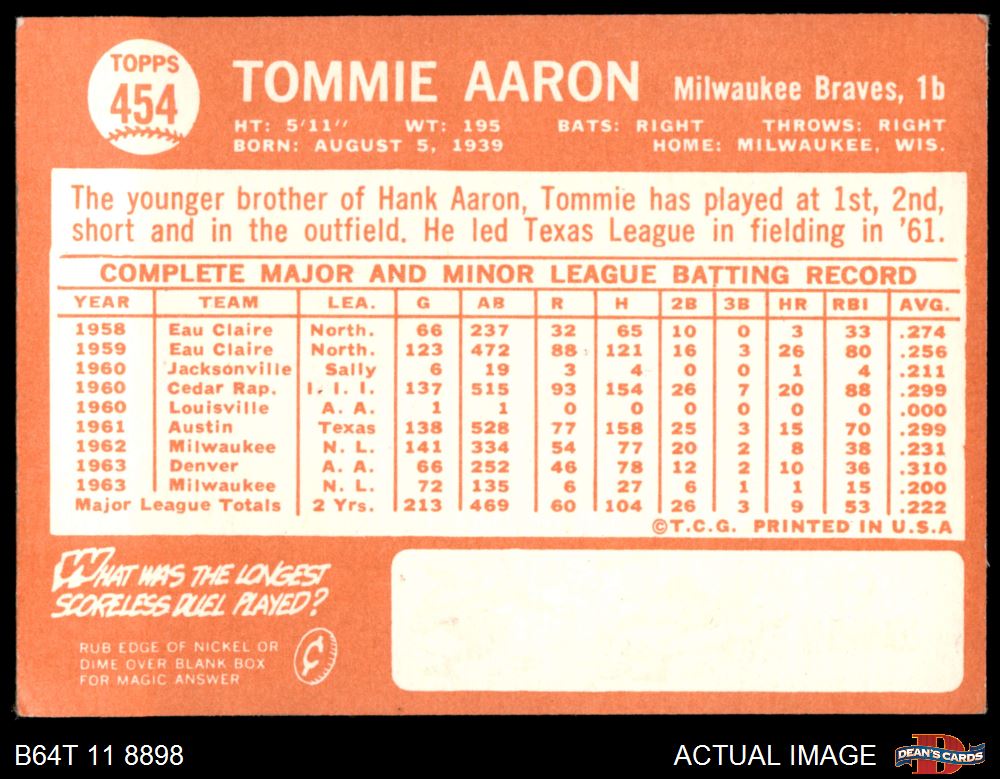 TOPPS
454
TOMMIE AARON Milwaukee Braves, 1b
HT: 5'11" WT: 195 BATS: RIGHT THROWS: RIGHT
BORN: AUGUST 5, 1939 HOME: MILWAUKEE, WIS.
The younger brother of Hank Aaron, Tommie has played at 1st, 2nd,
short and in the outfield. He led Texas League in fielding in '61.
COMPLETE MAJOR AND MINOR LEAGUE BATTING RECORD
YEAR TEAM LEA. G AB R H 2B 3B HR RBI AVG.
1958 Eau Claire North. 66 237 32 65 10 0 3 33 .274
1959 Eau Claire North. 123 472 88 121 16 3 26 80 .256
1960 Jacksonville Sally 6 19 3 4 0 0 1 4 .211
1960 Cedar Rap. I. I. I. 137 515 93 154 26 7 20 88 .299
1960 Louisville A. A. 1 1 0 0 0 0 0 0 .000
1961 Austin Texas 138 528 77 158 25 3 15 70 .299
1962 Milwaukee N. L. 141 334 54 77 20 2 8 38 .231
1963 Denver A. A. 66 252 46 78 12 2 10 36 .310
1963 Milwaukee N. L. 72 135 6 27 6 1 1 15 .200
Major League Totals 2 Yrs. 213 469 60 104 26 3 9 53 .222
©T.C.G. PRINTED IN U.S.A
WHAT WAS THE LONGEST
SCORELESS DUEL PLAYED?
RUB EDGE OF NICKEL OR
DIME OVER BLANK BOX
FOR MAGIC ANSWER
¢
B64T 11 8898 ACTUAL IMAGE
D
DEAN'S CARDS